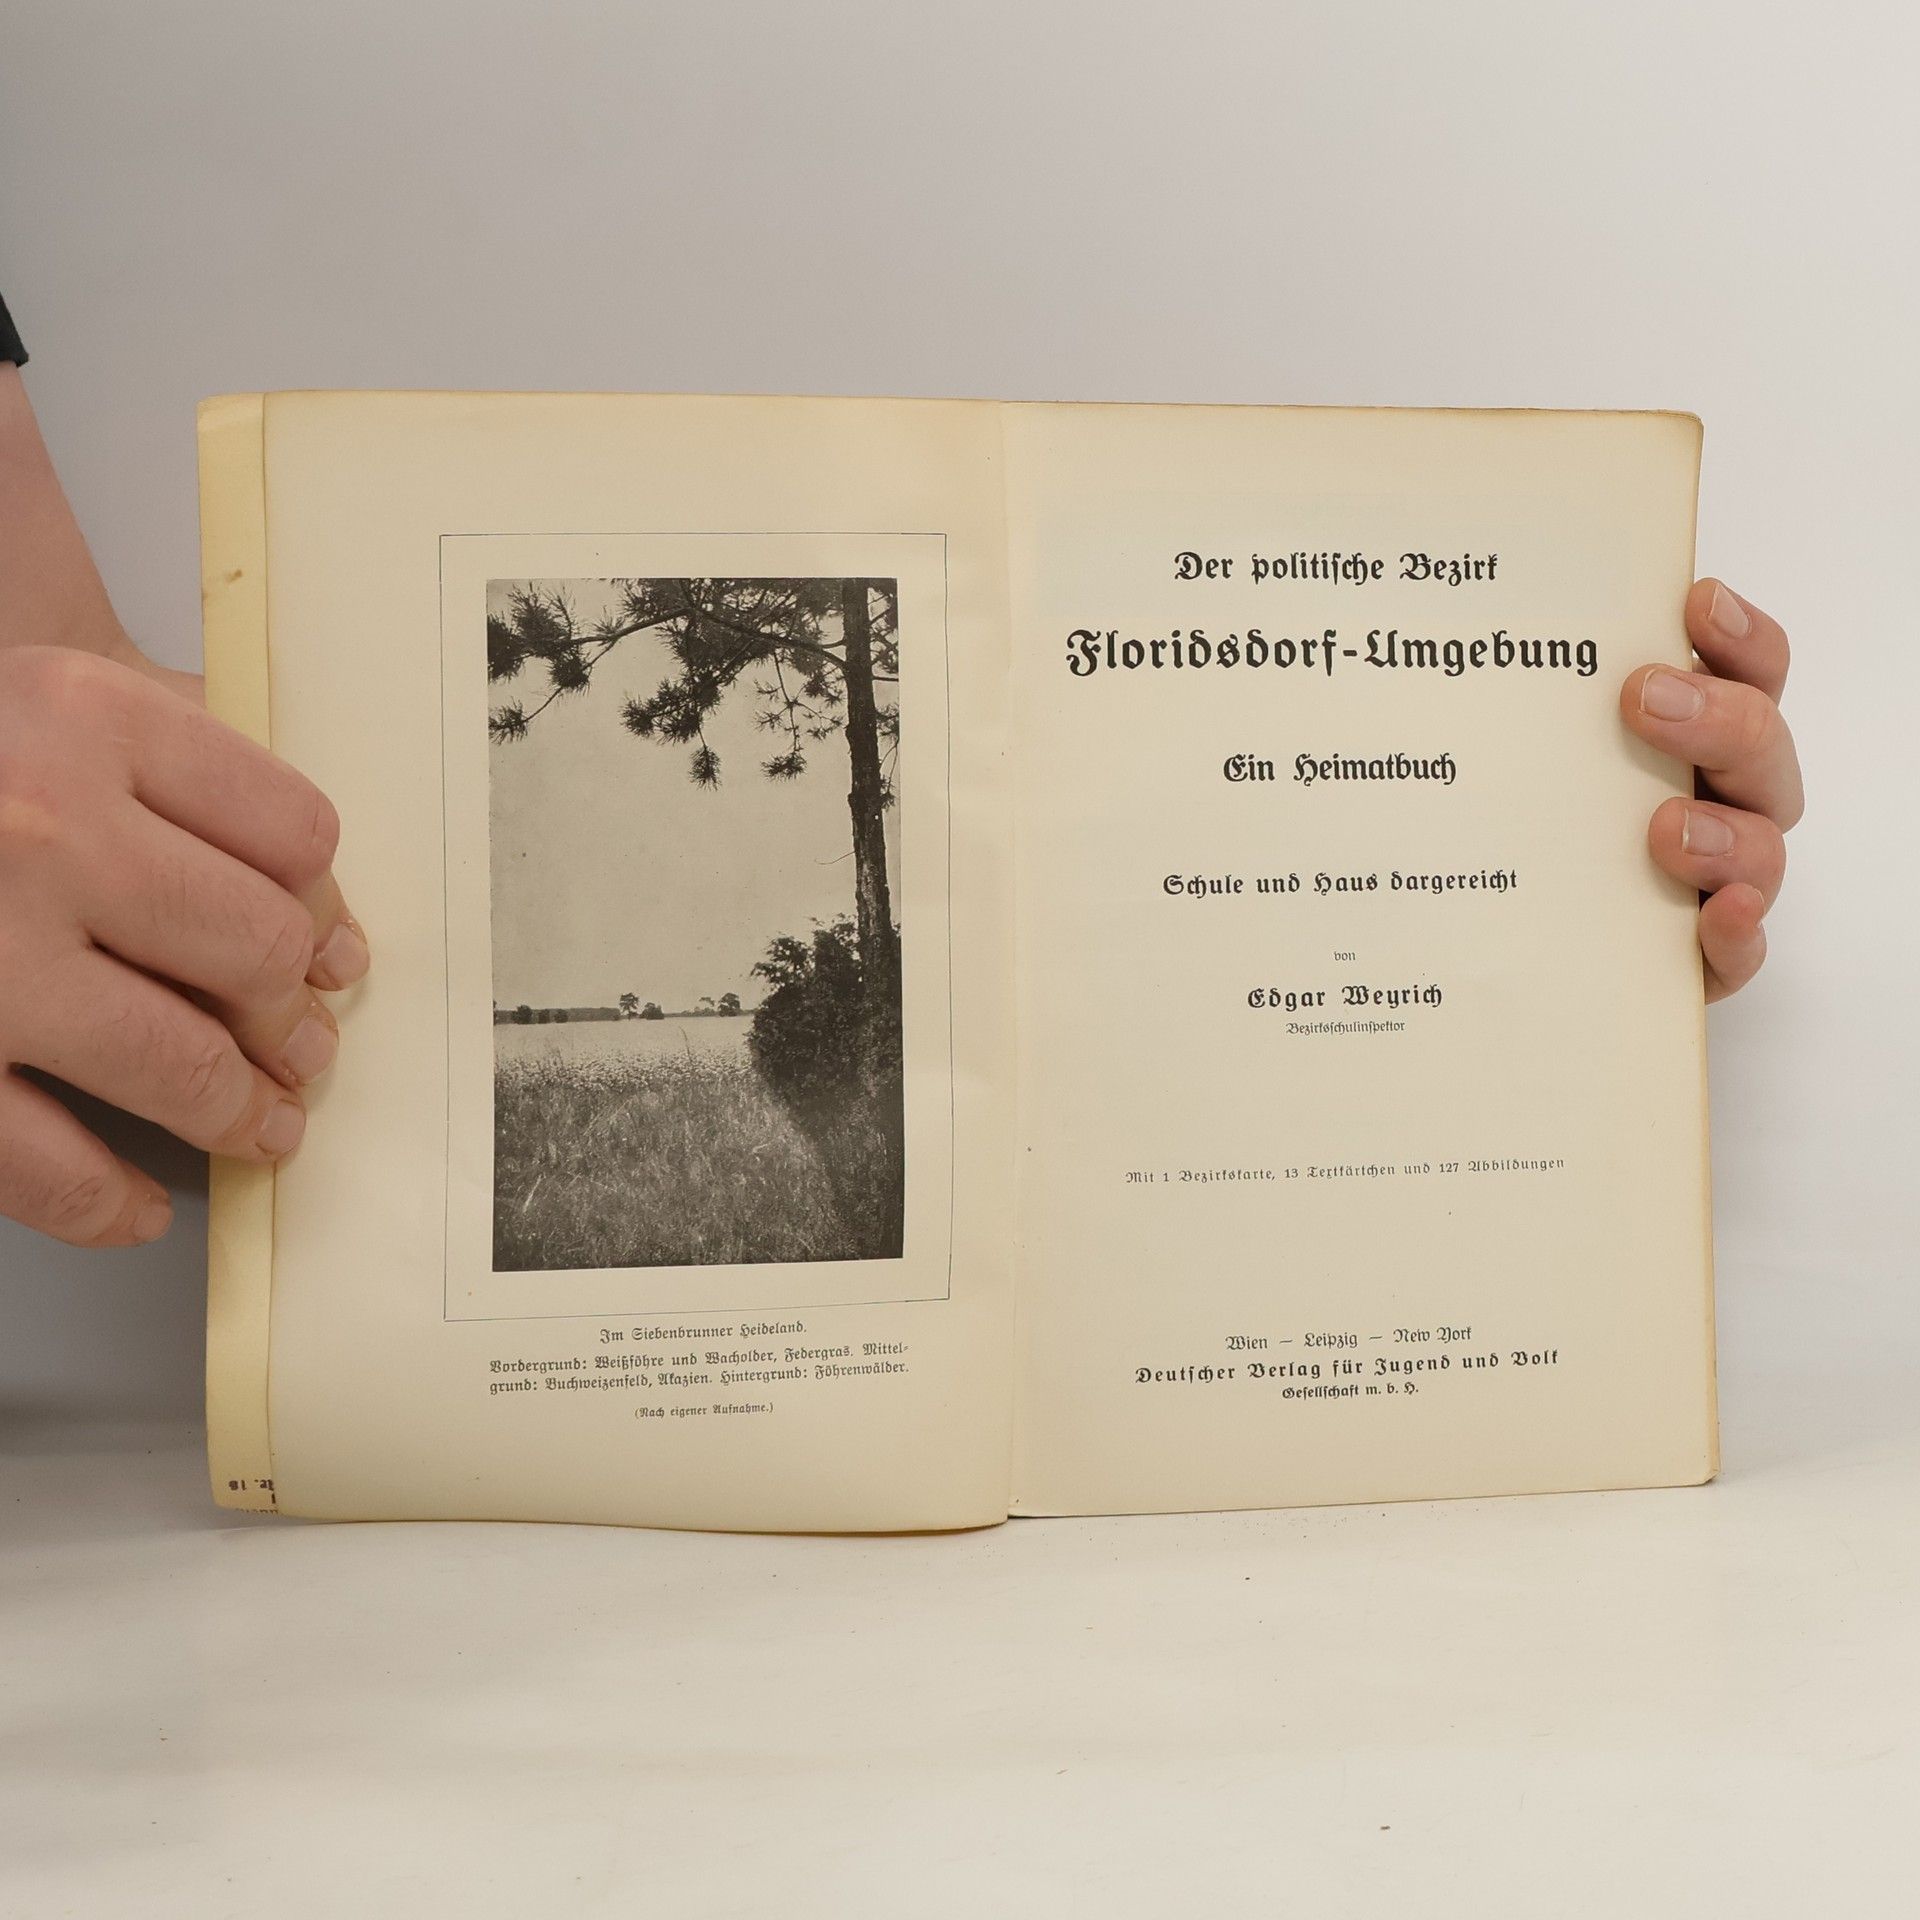 Im Siebenbrunner Heideland.
Vordergrund: Weißföhre und Wacholder, Federgras. Mittel-
grund: Buchweizenfeld, Akazien. Hintergrund: Föhrenwälder.
(Nach eigener Aufnahme.)
Der politische Bezirk
Floridsdorf-Umgebung
Ein Heimatbuch
Schule und Haus dargereicht
von
Edgar Weyrich
Bezirksschulinspektor
Mit 1 Bezirkskarte, 13 Textkärtchen und 127 Abbildungen
Wien — Leipzig — New York
Deutscher Verlag für Jugend und Volk
Gesellschaft m. b. H.